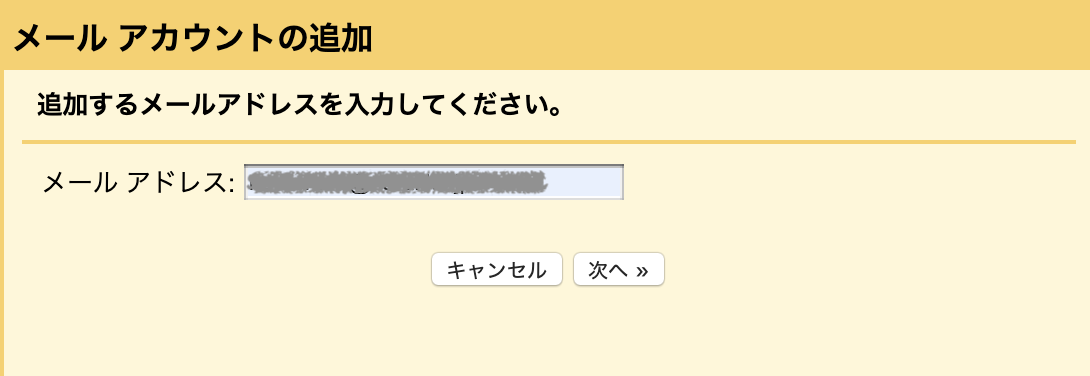 メール アカウントの追加
追加するメールアドレスを入力してください。
メール アドレス:
キャンセル 次へ »